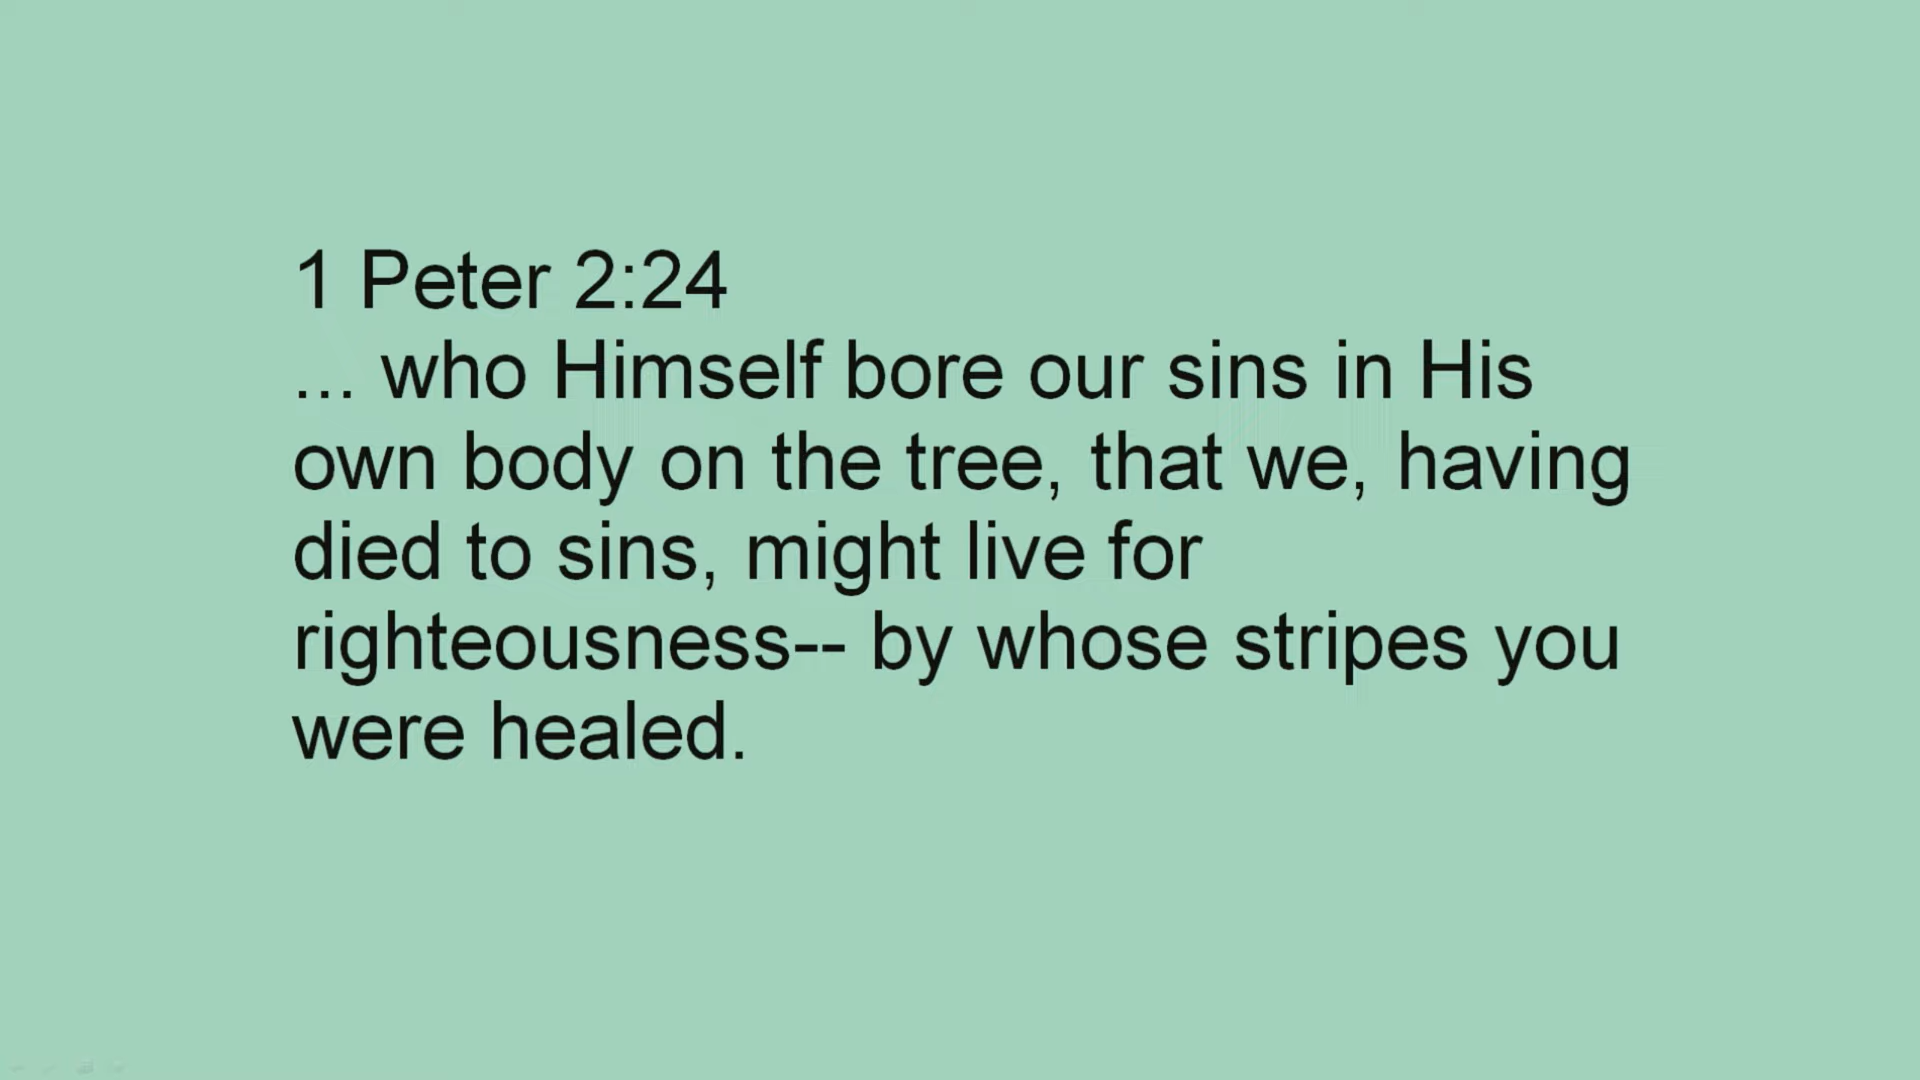 1 Peter 2:24
... who Himself bore our sins in His
own body on the tree, that we, having
died to sins, might live for
righteousness-- by whose stripes you
were healed.